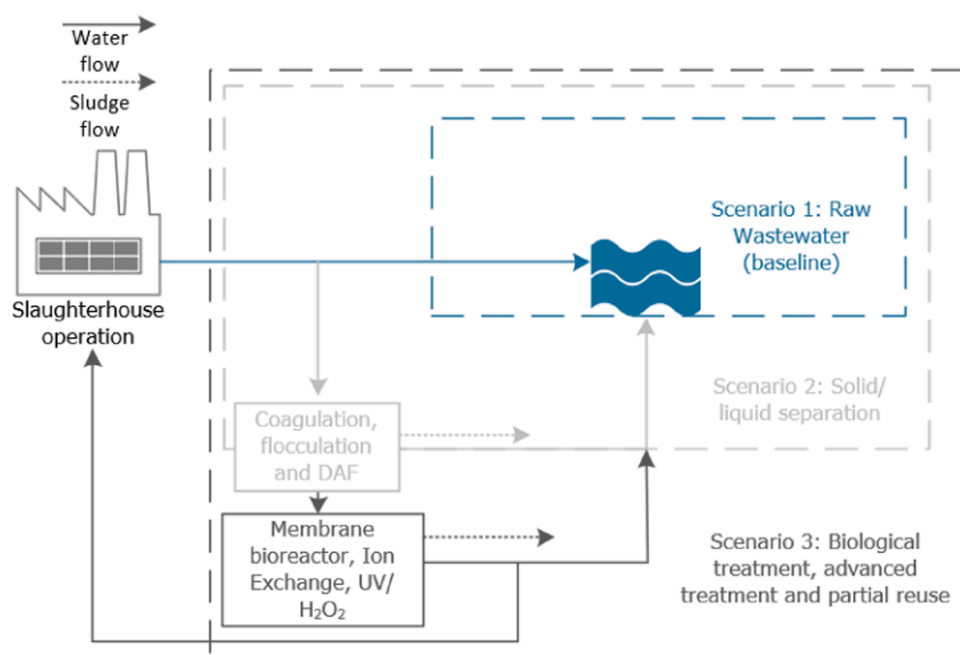 Water
flow
Sludge
flow
Scenario 1: Raw
Wastewater
(baseline)
Slaughterhouse
operation
Scenario 2: Solid/
liquid separation
Coagulation,
flocculation
and DAF
Membrane
bioreactor, Ion
Exchange, UV/
H₂O₂
Scenario 3: Biological
treatment, advanced
treatment and partial reuse